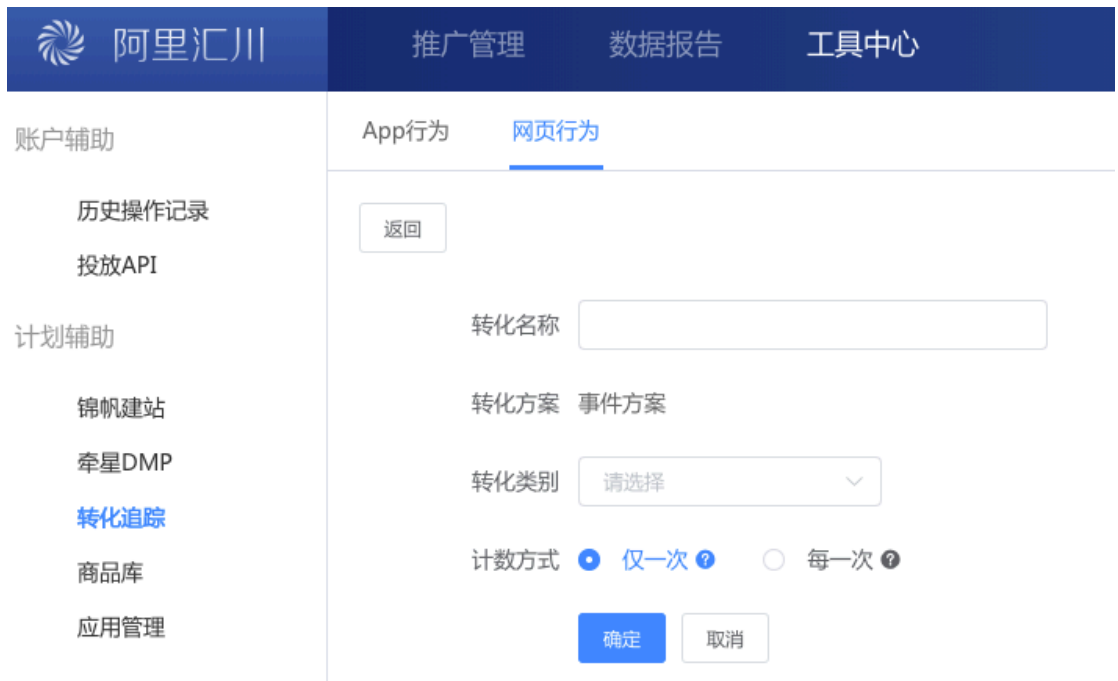 阿里汇川 推广管理 数据报告 工具中心
账户辅助
历史操作记录
投放API
计划辅助
锦帆建站
牵星DMP
转化追踪
商品库
应用管理
App行为 网页行为
返回
转化名称
转化方案 事件方案
转化类别 请选择
计数方式 仅一次 ? 每一次 ?
确定 取消